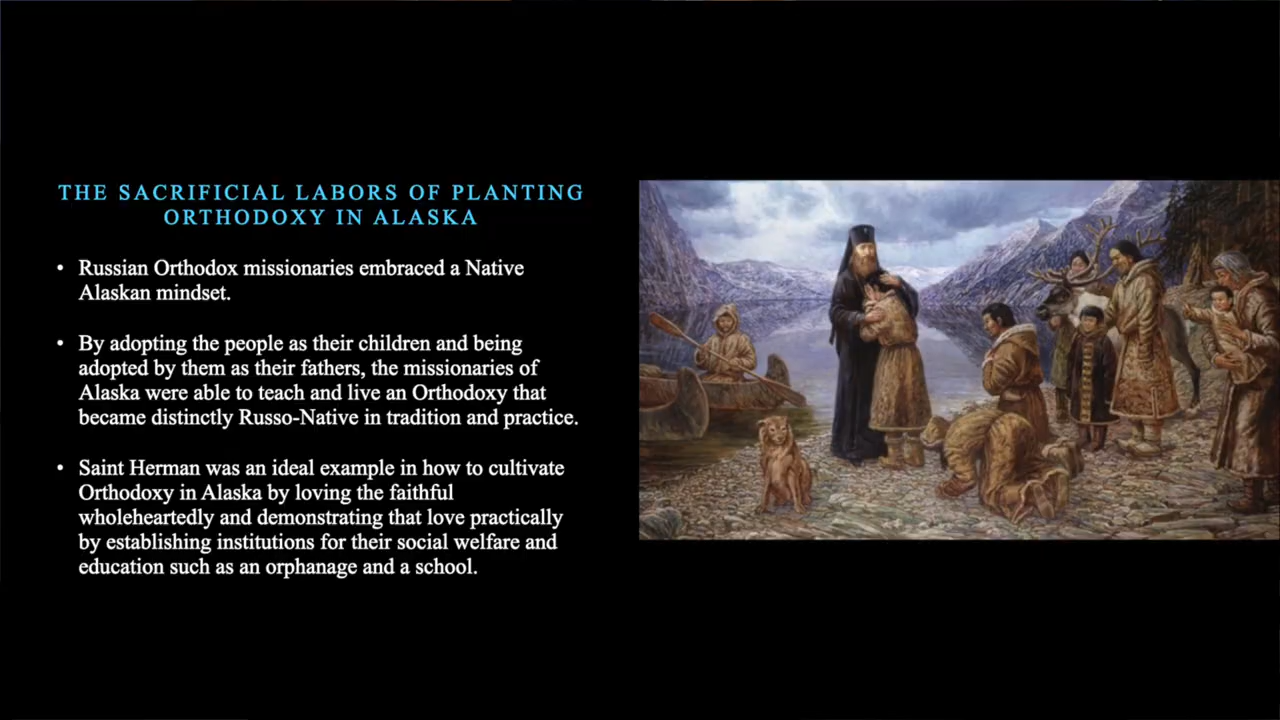 THE SACRIFICIAL LABORS OF PLANTING
ORTHODOXY IN ALASKA
• Russian Orthodox missionaries embraced a Native
Alaskan mindset.
• By adopting the people as their children and being
adopted by them as their fathers, the missionaries of
Alaska were able to teach and live an Orthodoxy that
became distinctly Russo-Native in tradition and practice.
• Saint Herman was an ideal example in how to cultivate
Orthodoxy in Alaska by loving the faithful
wholeheartedly and demonstrating that love practically
by establishing institutions for their social welfare and
education such as an orphanage and a school.